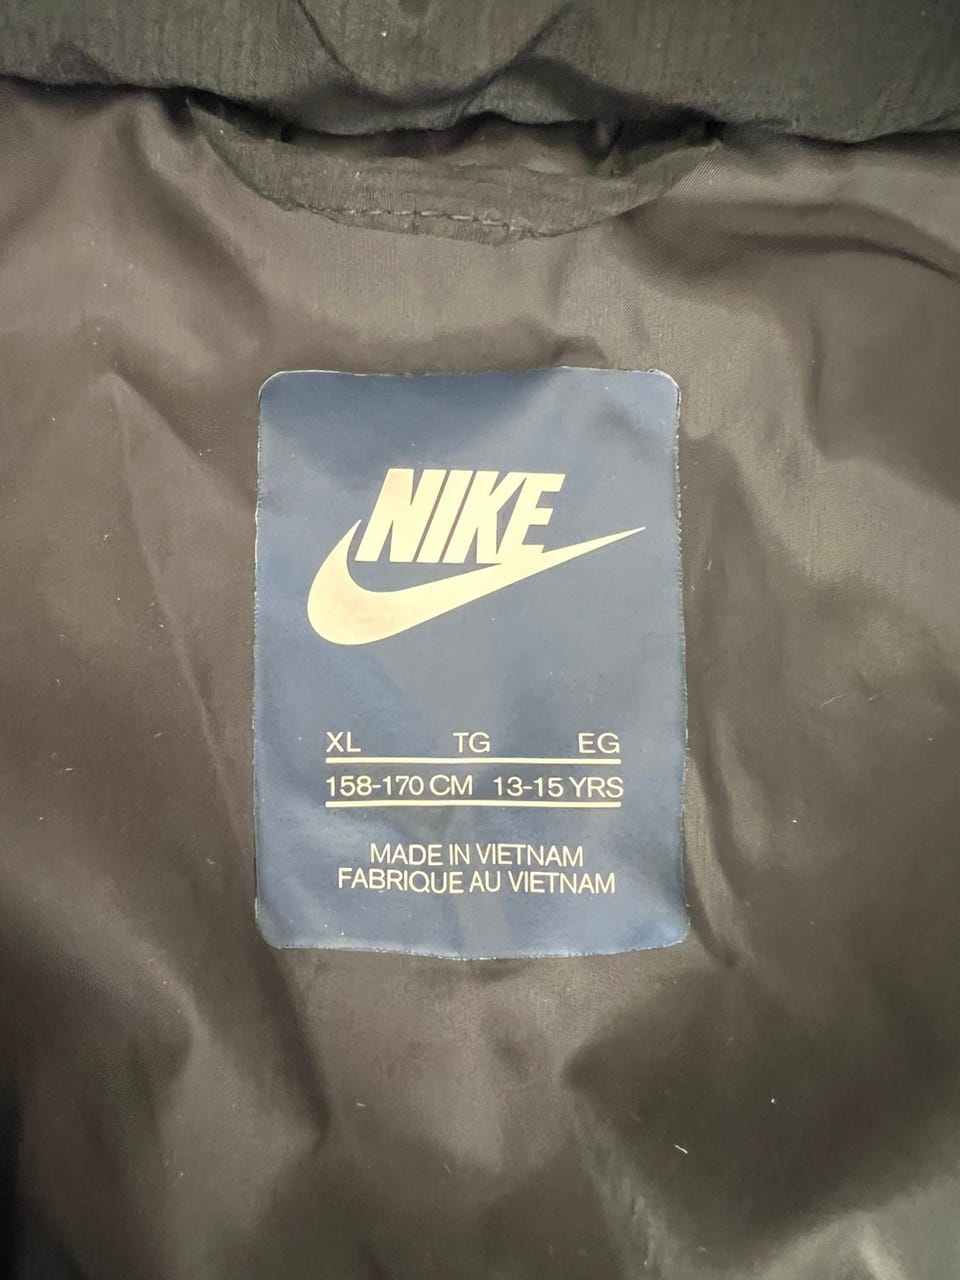 NIKE
XL TG EG
158-170 CM 13-15 YRS
MADE IN VIETNAM
FABRIQUE AU VIETNAM